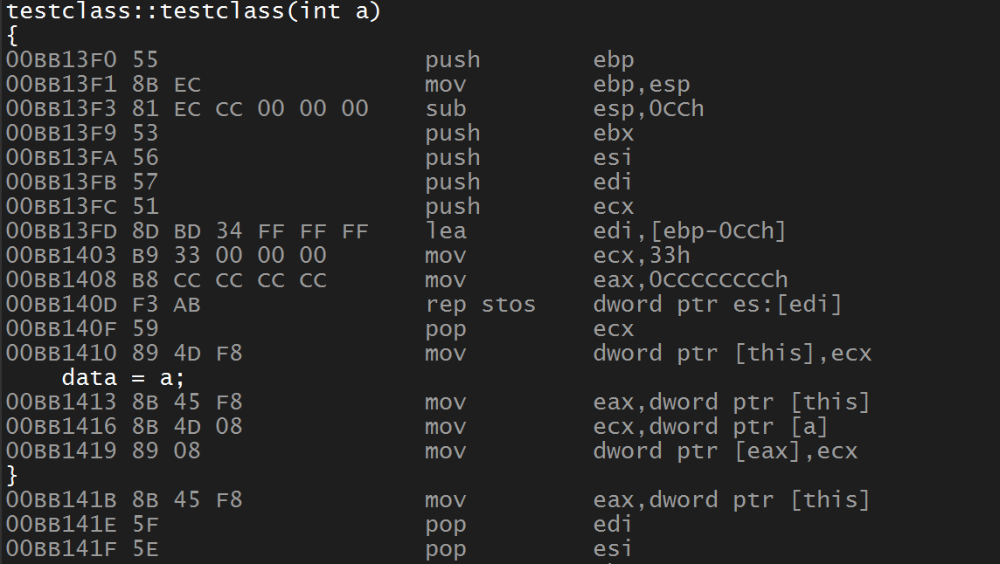 testclass::testclass(int a)
{
00BB13F0 55 push ebp
00BB13F1 8B EC mov ebp,esp
00BB13F3 81 EC CC 00 00 00 sub esp,0CCh
00BB13F9 53 push ebx
00BB13FA 56 push esi
00BB13FB 57 push edi
00BB13FC 51 push ecx
00BB13FD 8D BD 34 FF FF FF lea edi,[ebp-0CCh]
00BB1403 B9 33 00 00 00 mov ecx,33h
00BB1408 B8 CC CC CC CC mov eax,0CCCCCCCCh
00BB140D F3 AB rep stos dword ptr es:[edi]
00BB140F 59 pop ecx
00BB1410 89 4D F8 mov dword ptr [this],ecx
data = a;
00BB1413 8B 45 F8 mov eax,dword ptr [this]
00BB1416 8B 4D 08 mov ecx,dword ptr [a]
00BB1419 89 08 mov dword ptr [eax],ecx
}
00BB141B 8B 45 F8 mov eax,dword ptr [this]
00BB141E 5F pop edi
00BB141F 5E pop esi